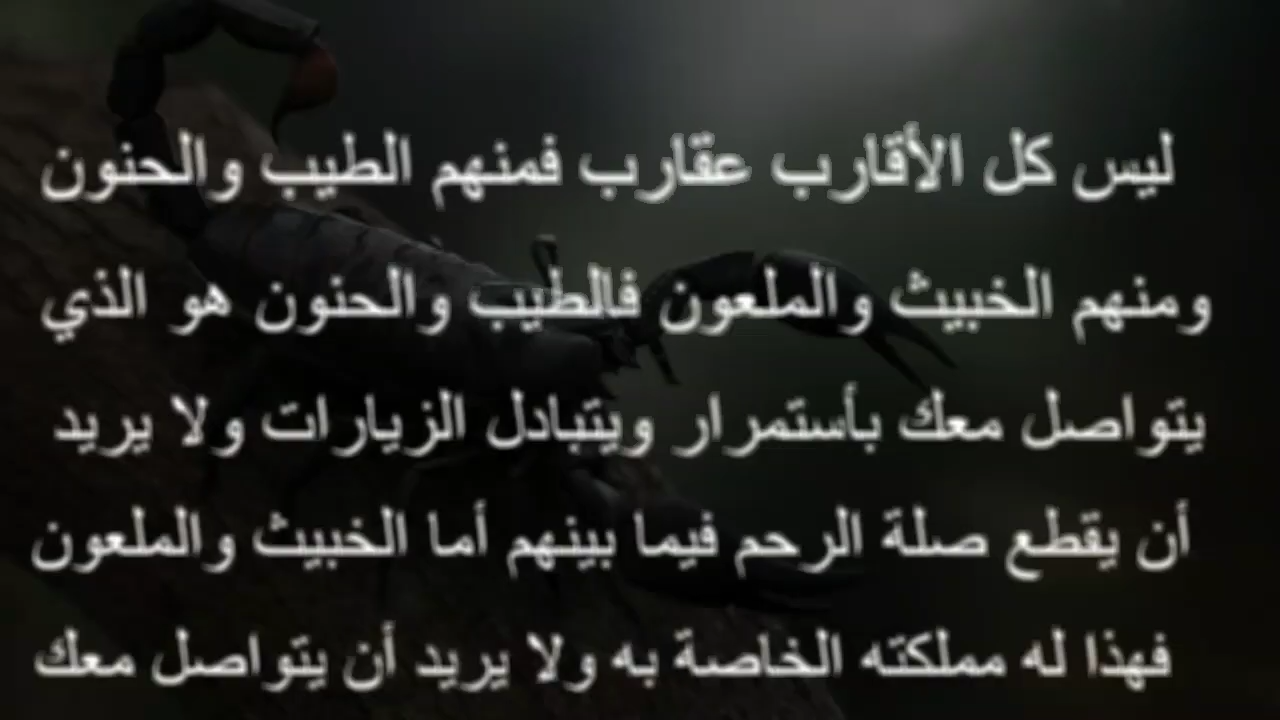 ليس كل الأقارب عقارب فمنهم الطيب والحنون
ومنهم الخبيث والملعون فالطيب والحنون هو الذي
يتواصل معك بأستمرار ويتبادل الزيارات ولا يريد
أن يقطع صلة الرحم فيما بينهم أما الخبيث والملعون
فهذا له مملكته الخاصة به ولا يريد أن يتواصل معك